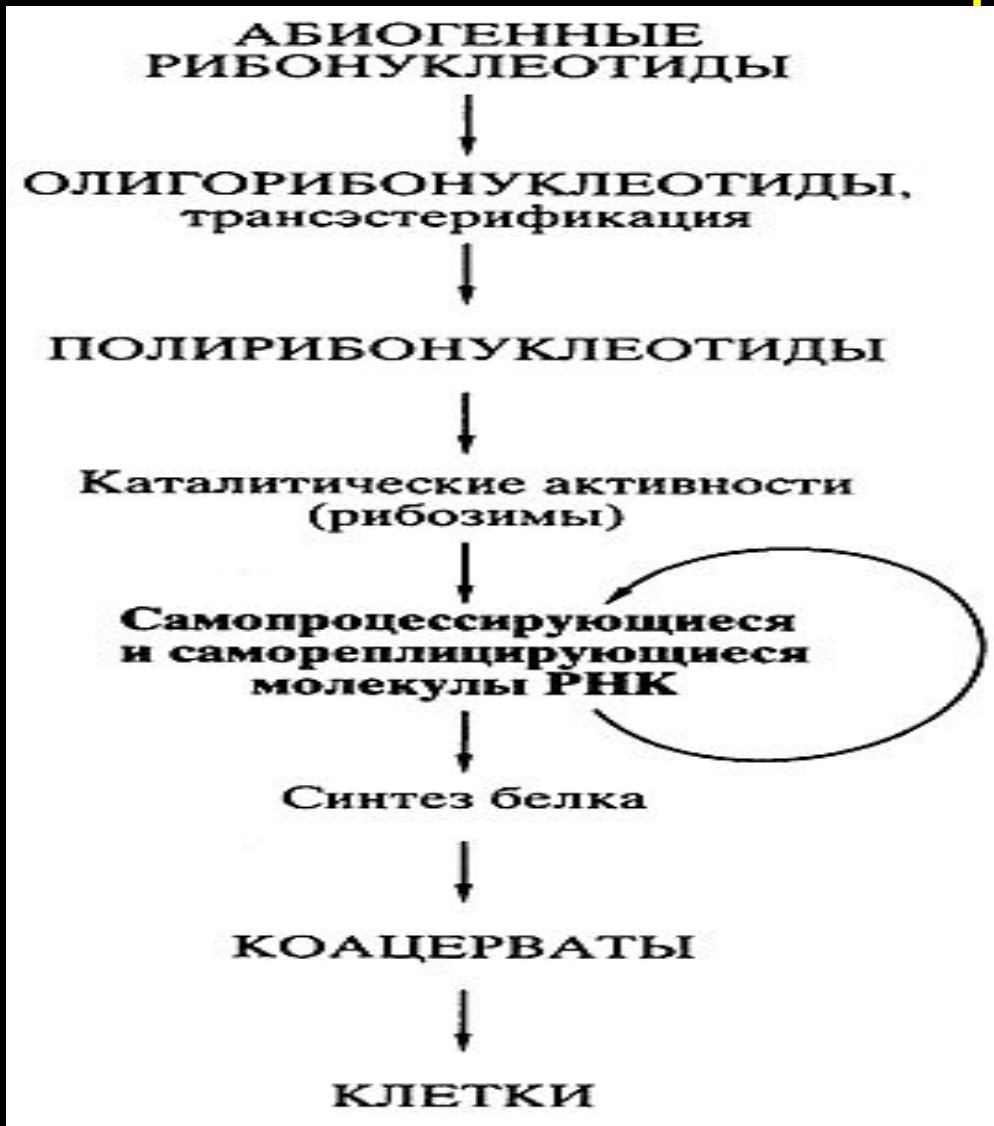 АБИОГЕННЫЕ
РИБОНУКЛЕОТИДЫ
ОЛИГОРИБОНУКЛЕОТИДЫ,
трансэстерификация
ПОЛИРИБОНУКЛЕОТИДЫ
Каталитические активности
(рибозимы)
Самопроцессирующиеся
и самореплицирующиеся
молекулы РНК
Синтез белка
КОАЦЕРВАТЫ
КЛЕТКИ